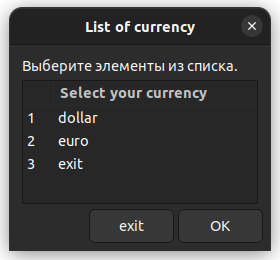 List of currency
Выберите элементы из списка.
Select your currency
1 dollar
2 euro
3 exit
exit OK